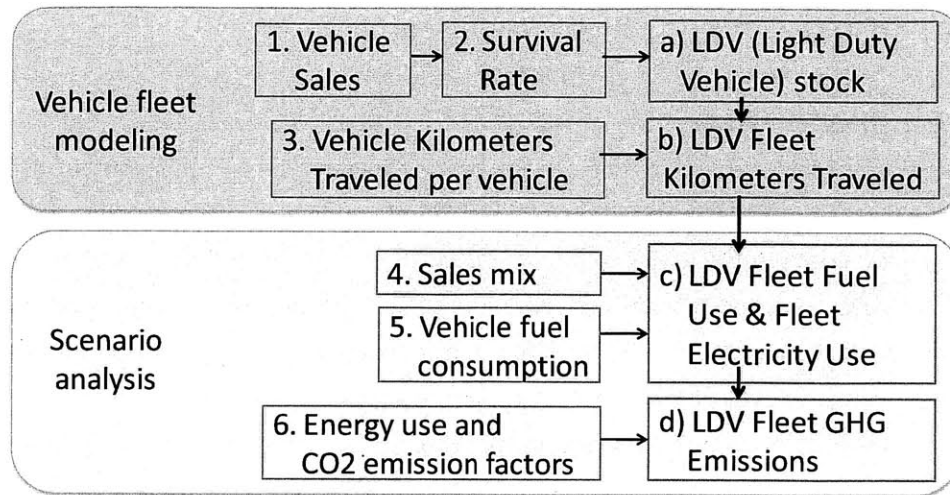 Vehicle fleet
modeling
1. Vehicle
Sales
2. Survival
Rate
a) LDV (Light Duty
Vehicle) stock
3. Vehicle Kilometers
Traveled per vehicle
b) LDV Fleet
Kilometers Traveled
Scenario
analysis
4. Sales mix
5. Vehicle fuel
consumption
c) LDV Fleet Fuel
Use & Fleet
Electricity Use
6. Energy use and
CO2 emission factors
d) LDV Fleet GHG
Emissions